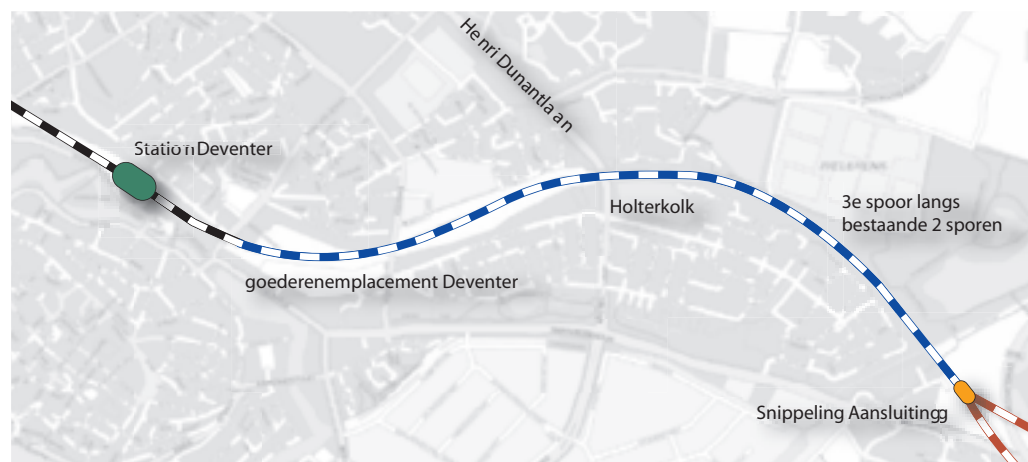 Henri Dunantlaan
Station Deventer
3e spoor langs
bestaande 2 sporen
Holterkolk
goederenemplacement Deventer
Snippeling Aansluitingg